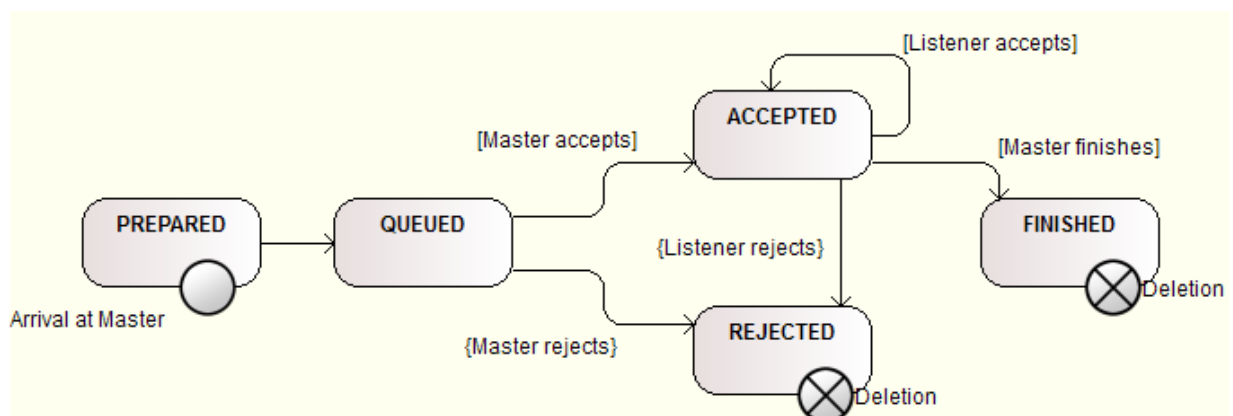 [Listener accepts]
ACCEPTED
[Master accepts]
[Master finishes]
PREPARED
QUEUED
FINISHED
{Listener rejects}
Deletion
Arrival at Master
REJECTED
{Master rejects}
Deletion